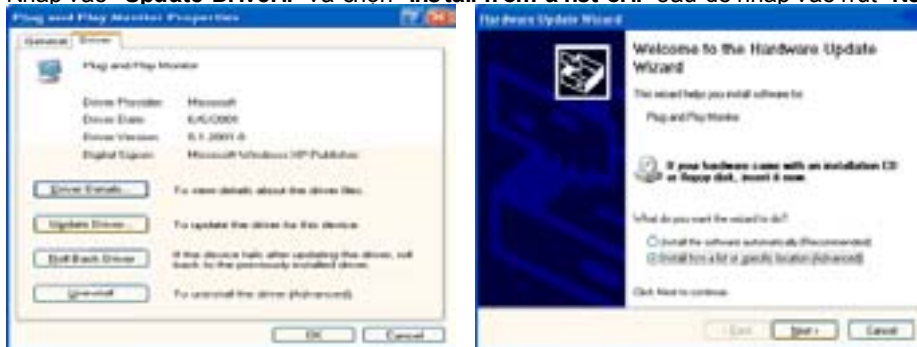 Nhấp vào "Update Driver..." và chọn "Install from a list or..." sau đó nhấp vào nút
Plug and Play Monitor Properties
General Driver
Plug and Play Monitor
Driver Provider: Microsoft
Driver Date: 6/6/2001
Driver Version: 5.1.2001.0
Digital Signer: Microsoft Windows XP Publisher
Driver Details... To view details about the driver files.
Update Driver... To update the driver for this device.
Roll Back Driver If the device fails after updating the driver, roll
back to the previously installed driver.
Uninstall To uninstall the driver (Advanced).
OK Cancel
Hardware Update Wizard
Welcome to the Hardware Update
Wizard
This wizard helps you install software for:
Plug and Play Monitor
If your hardware came with an installation CD
or floppy disk, insert it now.
What do you want the wizard to do?
Install the software automatically (Recommended)
Install from a list or specific location (Advanced)
Click Next to continue.
< Back Next > Cancel